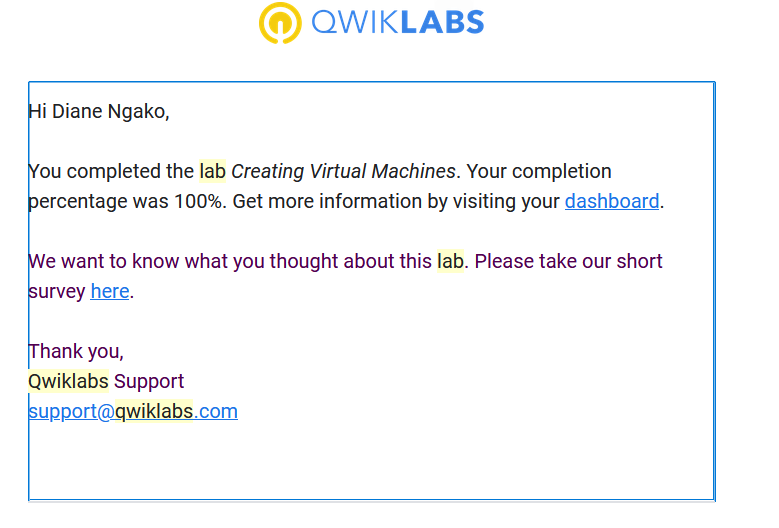 QWIKLABS
Hi Diane Ngako,
You completed the lab Creating Virtual Machines. Your completion
percentage was 100%. Get more information by visiting your dashboard.
We want to know what you thought about this lab. Please take our short
survey here.
Thank you,
Qwiklabs Support
support@qwiklabs.com